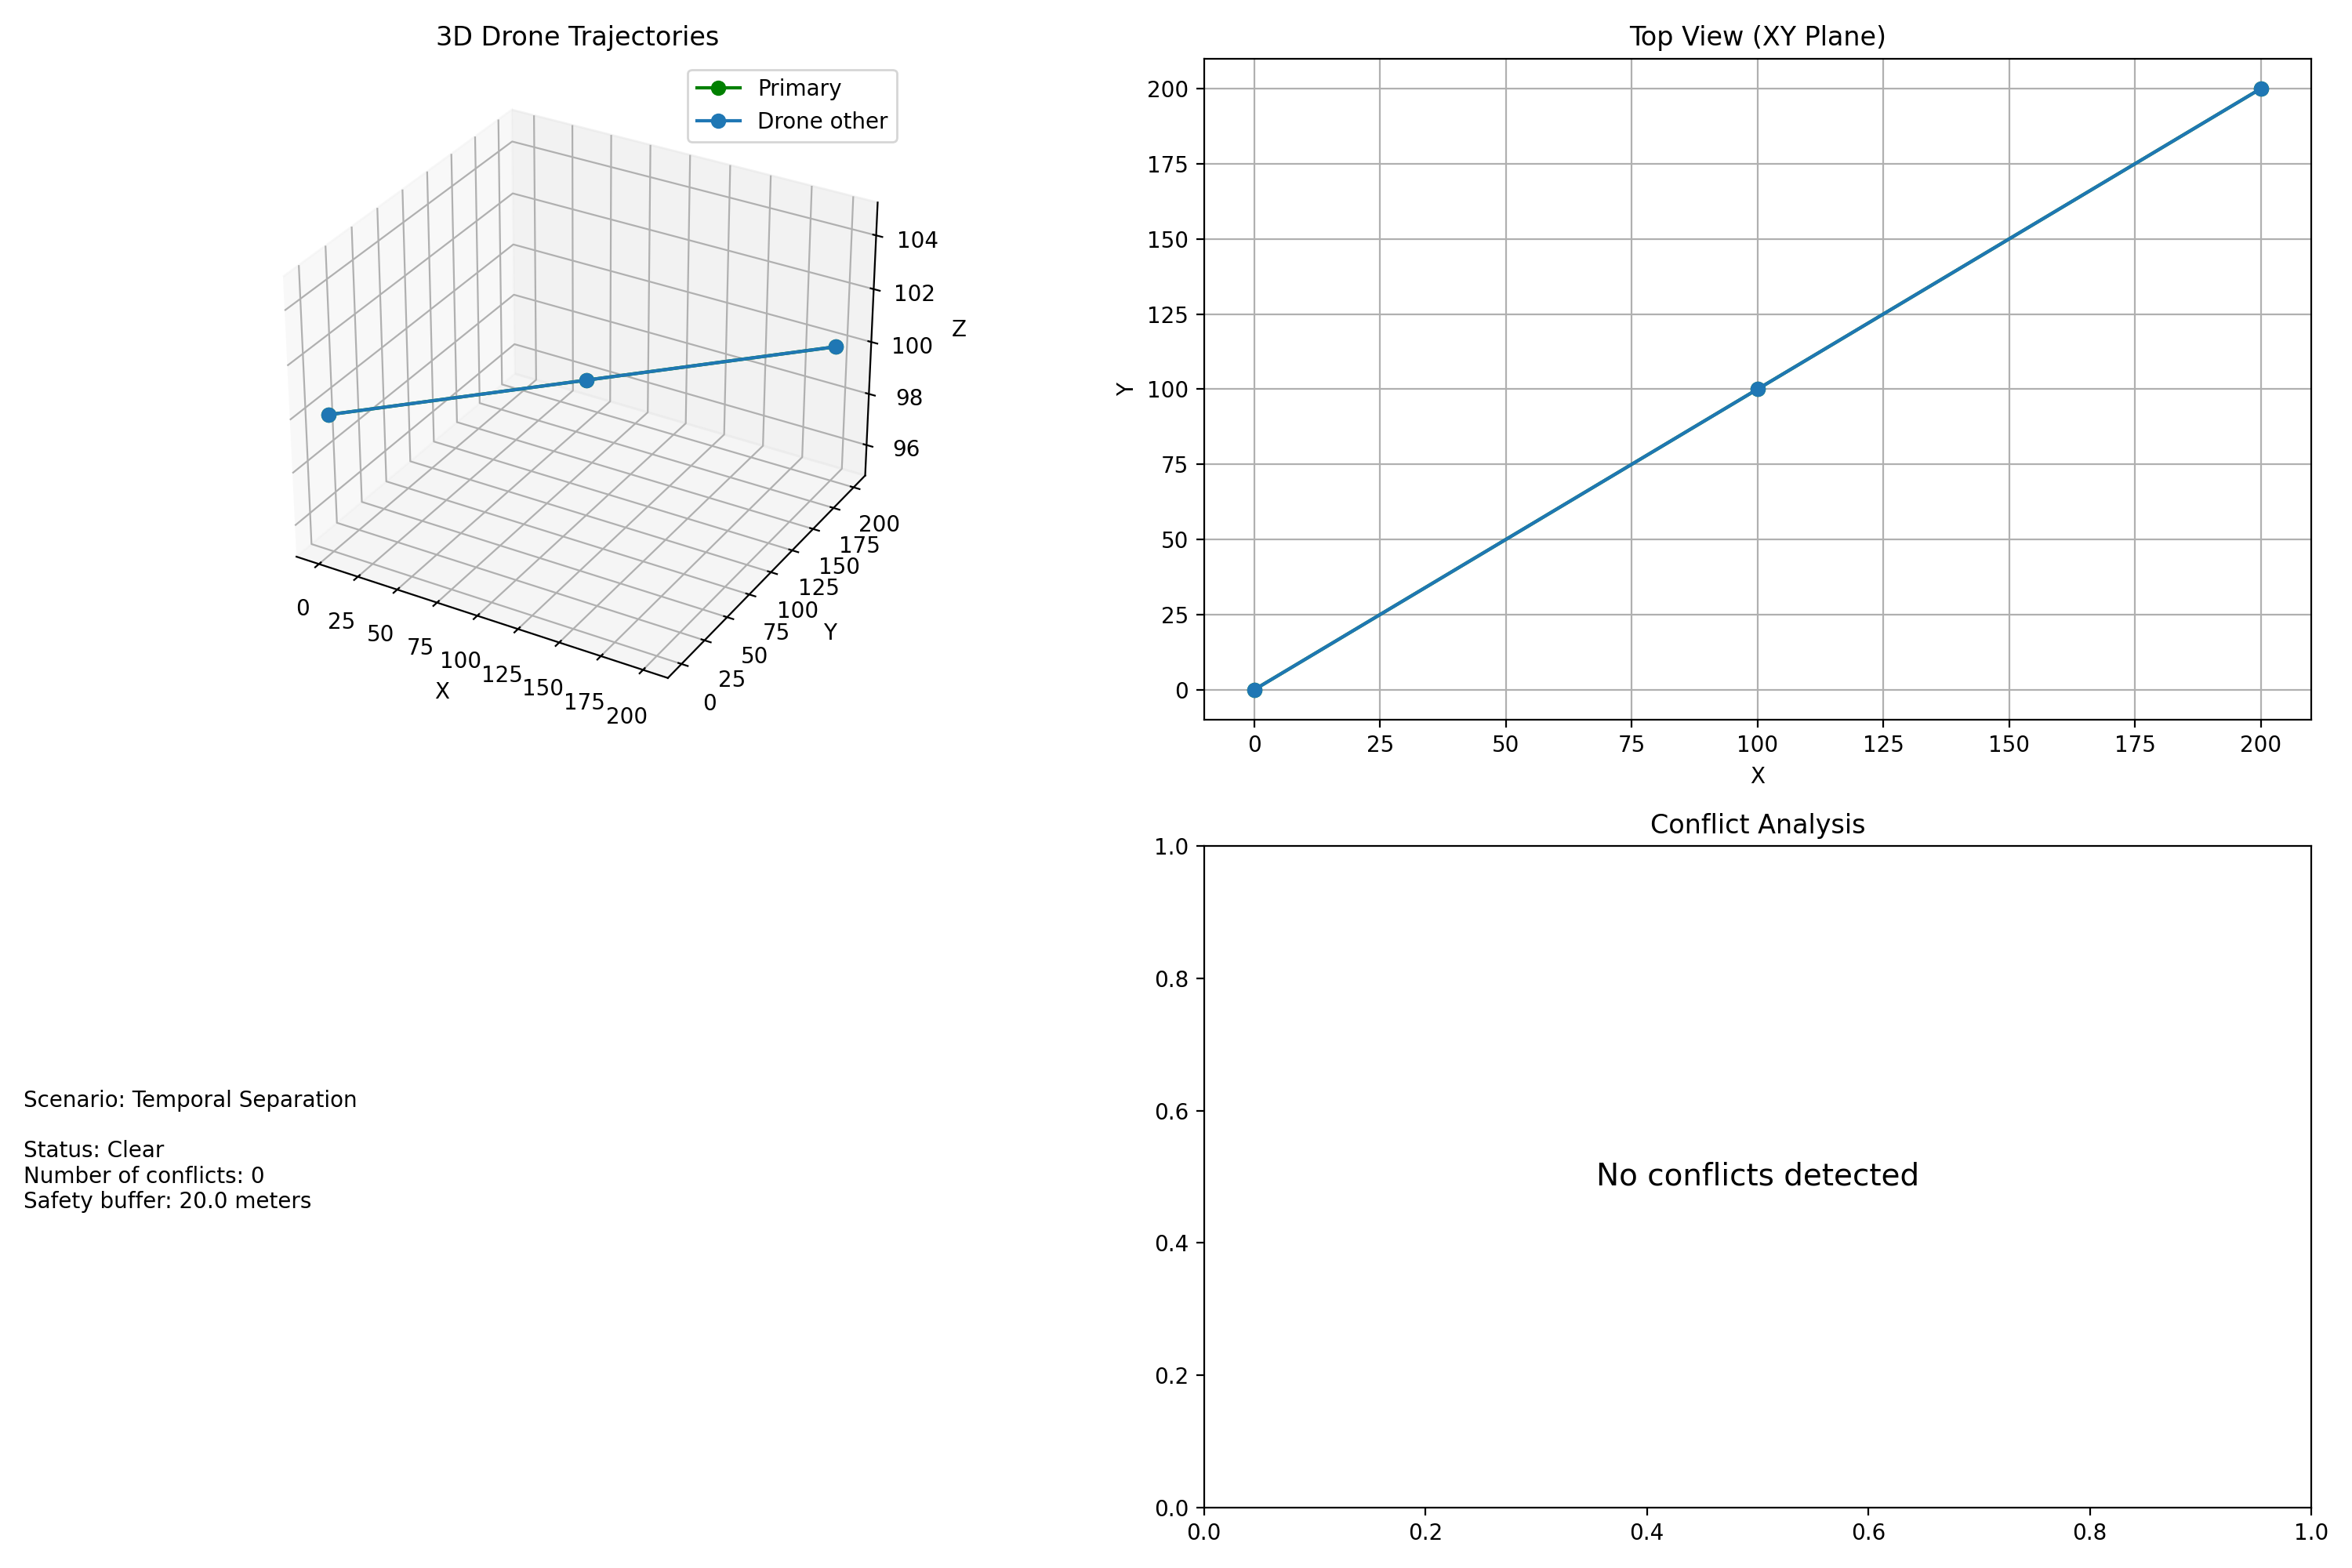 3D Drone Trajectories
Primary
Drone other
104
102
100
98
96
Z
200
175
150
125
100
75
50
25
0
Y
0
25
50
75
100
125
150
175
200
X
Top View (XY Plane)
200
175
150
125
100
75
50
25
0
Y
0 25 50 75 100 125 150 175 200
X
Scenario: Temporal Separation
Status: Clear
Number of conflicts: 0
Safety buffer: 20.0 meters
Conflict Analysis
1.0
0.8
0.6
0.4
0.2
0.0
No conflicts detected
0.0 0.2 0.4 0.6 0.8 1.0